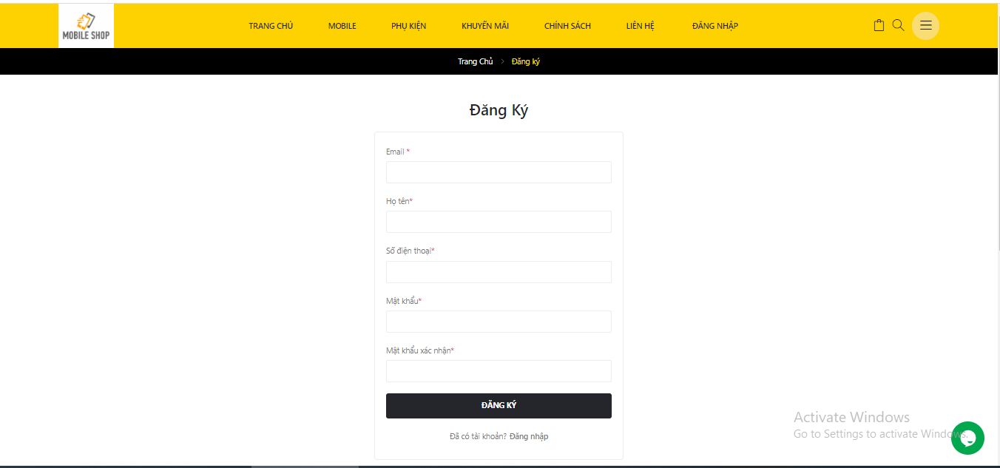 MOBILE SHOP
TRANG CHỦ MOBILE PHỤ KIỆN KHUYẾN MÃI CHÍNH SÁCH LIÊN HỆ ĐĂNG NHẬP
Trang Chủ > Đăng ký
Đăng Ký
Email *
Họ tên*
Số điện thoại*
Mật khẩu*
Mật khẩu xác nhận*
ĐĂNG KÝ
Đã có tài khoản? Đăng nhập
Activate Windows
Go to Settings to activate Windows.